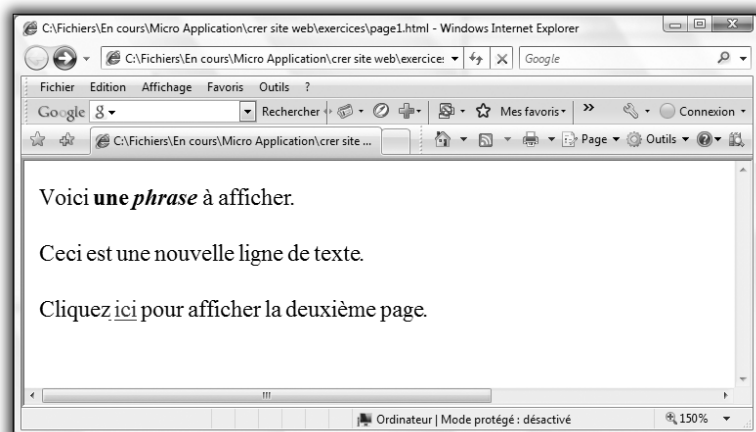 C:\Fichiers\En cours\Micro Application\crer site web\exercices\page1.html - Windows Internet Explorer
C:\Fichiers\En cours\Micro Application\crer site web\exercice: Google
Fichier Edition Affichage Favoris Outils ?
Google Rechercher Mes favoris Connexion
C:\Fichiers\En cours\Micro Application\crer site ... Page Outils
Voici une phrase à afficher.
Ceci est une nouvelle ligne de texte.
Cliquez ici pour afficher la deuxième page.
Ordinateur | Mode protégé : désactivé 150%